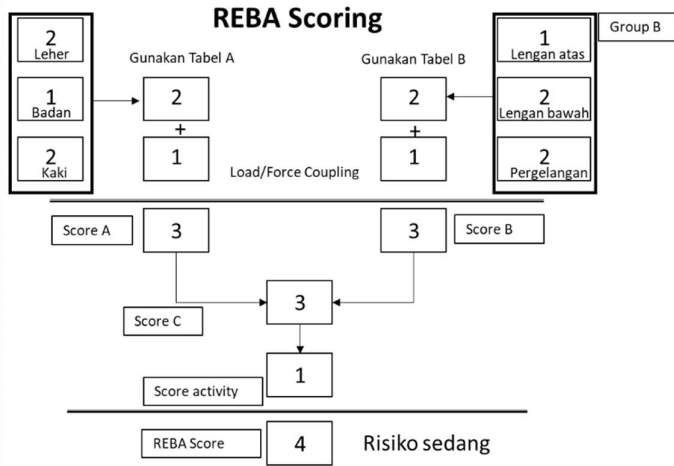 REBA Scoring
2
Leher
1
Badan
2
Kaki
Gunakan Tabel A
2
+
1
Gunakan Tabel B
2
+
1
Load/Force Coupling
1
Lengan atas
2
Lengan bawah
2
Pergelangan
Group B
Score A
3
3
Score B
3
Score C
1
Score activity
REBA Score
4
Risiko sedang